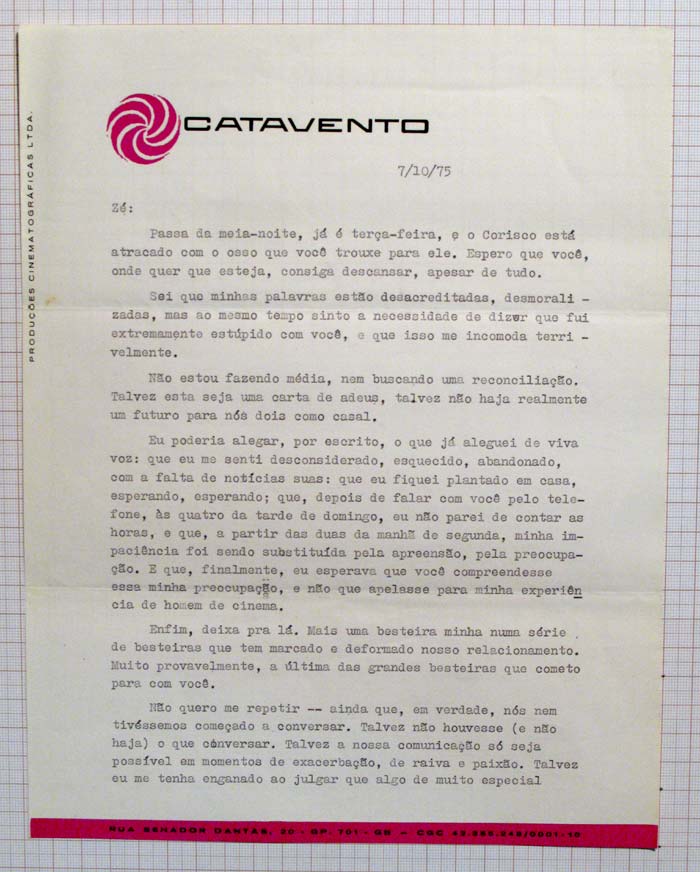 CATAVENTO
PRODUÇÕES CINEMATOGRÁFICAS LTDA.
7/10/75
Zé:
Passa da meia-noite, já é terça-feira, e o Corisco está
atracado com o osso que você trouxe para ele. Espero que você,
onde quer que esteja, consiga descansar, apesar de tudo.
Sei que minhas palavras estão desacreditadas, desmorali -
zadas, mas ao mesmo tempo sinto a necessidade de dizer que fui
extremamente estúpido com você, e que isso me incomoda terri -
velmente.
Não estou fazendo média, nem buscando uma reconciliação.
Talvez esta seja uma carta de adeus, talvez não haja realmente
um futuro para nós dois como casal.
Eu poderia alegar, por escrito, o que já aleguei de viva
voz: que eu me senti desconsiderado, esquecido, abandonado,
com a falta de notícias suas: que eu fiquei plantado em casa,
esperando, esperando; que, depois de falar com você pelo tele-
fone, às quatro da tarde de domingo, eu não parei de contar as
horas, e que, a partir das duas da manhã de segunda, minha im-
paciência foi sendo substituída pela apreensão, pela preocupa-
ção. E que, finalmente, eu esperava que você compreendesse
essa minha preocupação, e não que apelasse para minha experiên
cia de homem de cinema.
Enfim, deixa pra lá. Mais uma besteira minha numa série
de besteiras que tem marcado e deformado nosso relacionamento.
Muito provavelmente, a última das grandes besteiras que cometo
para com você.
Não quero me repetir -- ainda que, em verdade, nós nem
tivéssemos começado a conversar. Talvez não houvesse (e não
haja) o que conversar. Talvez a nossa comunicação só seja
possível em momentos de exacerbação, de raiva e paixão. Talvez
eu me tenha enganado ao julgar que algo de muito especial
RUA SENADOR DANTAS, 20 - GP. 701 - GB - CGC